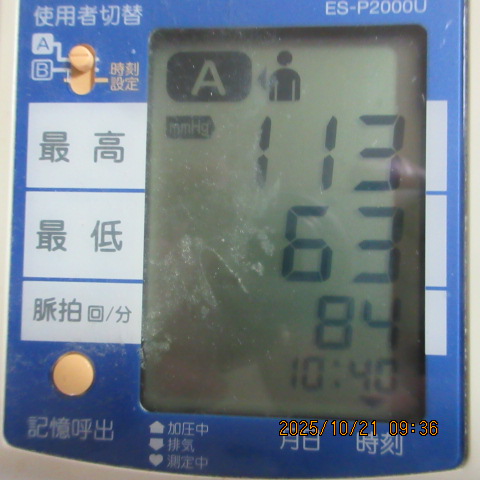 使用者切替
ES-P2000U
A
B
時刻
設定
A
mmHg
最高
113
最低
63
脈拍 回/分
84
10:40
記憶呼出
加圧中
排気
測定中
月日
時刻
2025/10/21 09:36